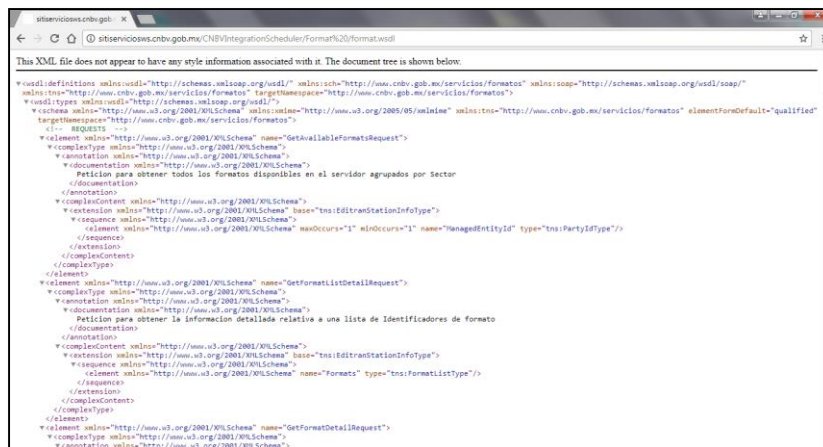 sitiserviciosws.cnbv.gob. ×
sitiserviciosws.cnbv.gob.mx/CNBVIntegrationScheduler/Format%20/format.wsdl
This XML file does not appear to have any style information associated with it. The document tree is shown below.
▼<wsdl:definitions xmlns:wsdl="http://schemas.xmlsoap.org/wsdl/" xmlns:sch="http://www.cnbv.gob.mx/servicios/formatos" xmlns:soap="http://schemas.xmlsoap.org/wsdl/soap/"
xmlns:tns="http://www.cnbv.gob.mx/servicios/formatos" targetNamespace="http://www.cnbv.gob.mx/servicios/formatos">
▼<wsdl:types xmlns:wsdl="http://schemas.xmlsoap.org/wsdl/">
▼<schema xmlns="http://www.w3.org/2001/XMLSchema" xmlns:xmime="http://www.w3.org/2005/05/xmlmime" xmlns:tns="http://www.cnbv.gob.mx/servicios/formatos" elementFormDefault="qualified"
targetNamespace="http://www.cnbv.gob.mx/servicios/formatos">
<!-- REQUESTS -->
▼<element xmlns="http://www.w3.org/2001/XMLSchema" name="GetAvailableFormatsRequest">
▼<complexType xmlns="http://www.w3.org/2001/XMLSchema">
▼<annotation xmlns="http://www.w3.org/2001/XMLSchema">
▼<documentation xmlns="http://www.w3.org/2001/XMLSchema">
Peticion para obtener todos los formatos disponibles en el servidor agrupados por Sector
</documentation>
</annotation>
▼<complexContent xmlns="http://www.w3.org/2001/XMLSchema">
▼<extension xmlns="http://www.w3.org/2001/XMLSchema" base="tns:EditranStationInfoType">
▼<sequence xmlns="http://www.w3.org/2001/XMLSchema">
<element xmlns="http://www.w3.org/2001/XMLSchema" maxOccurs="1" minOccurs="1" name="ManagedEntityId" type="tns:PartyIdType"/>
</sequence>
</extension>
</complexContent>
</complexType>
</element>
▼<element xmlns="http://www.w3.org/2001/XMLSchema" name="GetFormatListDetailRequest">
▼<complexType xmlns="http://www.w3.org/2001/XMLSchema">
▼<annotation xmlns="http://www.w3.org/2001/XMLSchema">
▼<documentation xmlns="http://www.w3.org/2001/XMLSchema">
Peticion para obtener la informacion detallada relativa a una lista de Identificadores de formato
</documentation>
</annotation>
▼<complexContent xmlns="http://www.w3.org/2001/XMLSchema">
▼<extension xmlns="http://www.w3.org/2001/XMLSchema" base="tns:EditranStationInfoType">
▼<sequence xmlns="http://www.w3.org/2001/XMLSchema">
<element xmlns="http://www.w3.org/2001/XMLSchema" name="Formats" type="tns:FormatListType"/>
</sequence>
</extension>
</complexContent>
</complexType>
</element>
▼<element xmlns="http://www.w3.org/2001/XMLSchema" name="GetFormatDetailRequest">
▼<complexType xmlns="http://www.w3.org/2001/XMLSchema">
▼<annotation xmlns="http://www.w3.org/2001/XMLSchema">